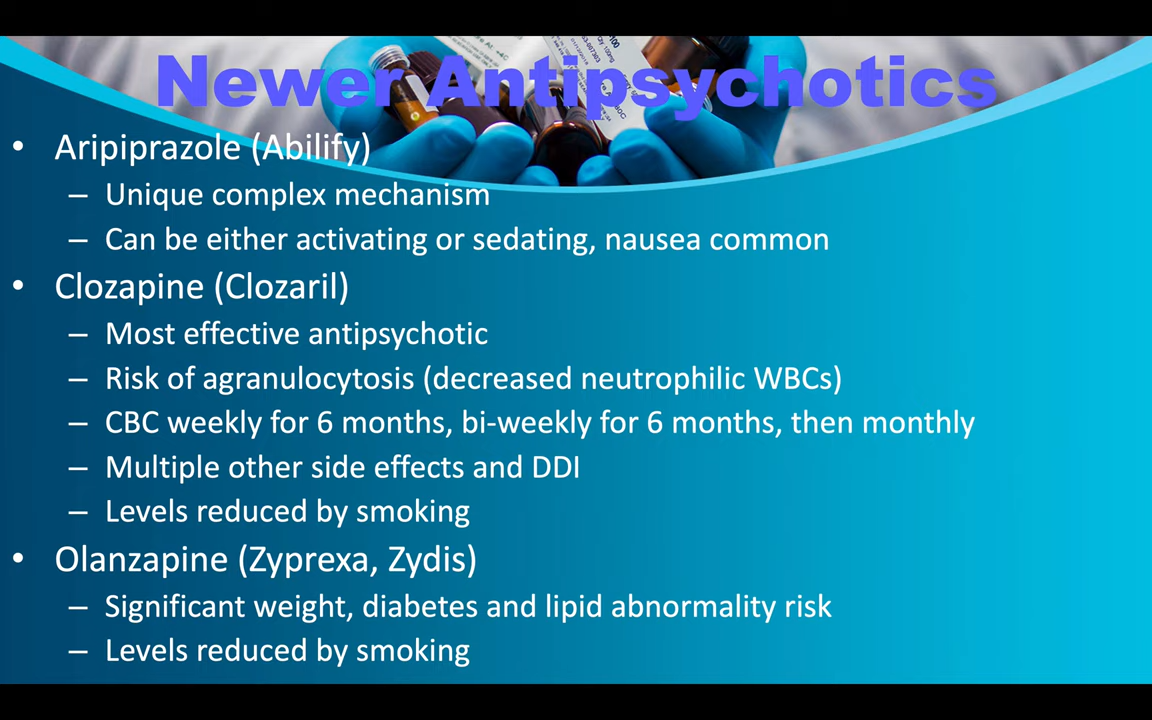 Newer Antipsychotics
• Aripiprazole (Abilify)
– Unique complex mechanism
– Can be either activating or sedating, nausea common
• Clozapine (Clozaril)
– Most effective antipsychotic
– Risk of agranulocytosis (decreased neutrophilic WBCs)
– CBC weekly for 6 months, bi-weekly for 6 months, then monthly
– Multiple other side effects and DDI
– Levels reduced by smoking
• Olanzapine (Zyprexa, Zydis)
– Significant weight, diabetes and lipid abnormality risk
– Levels reduced by smoking